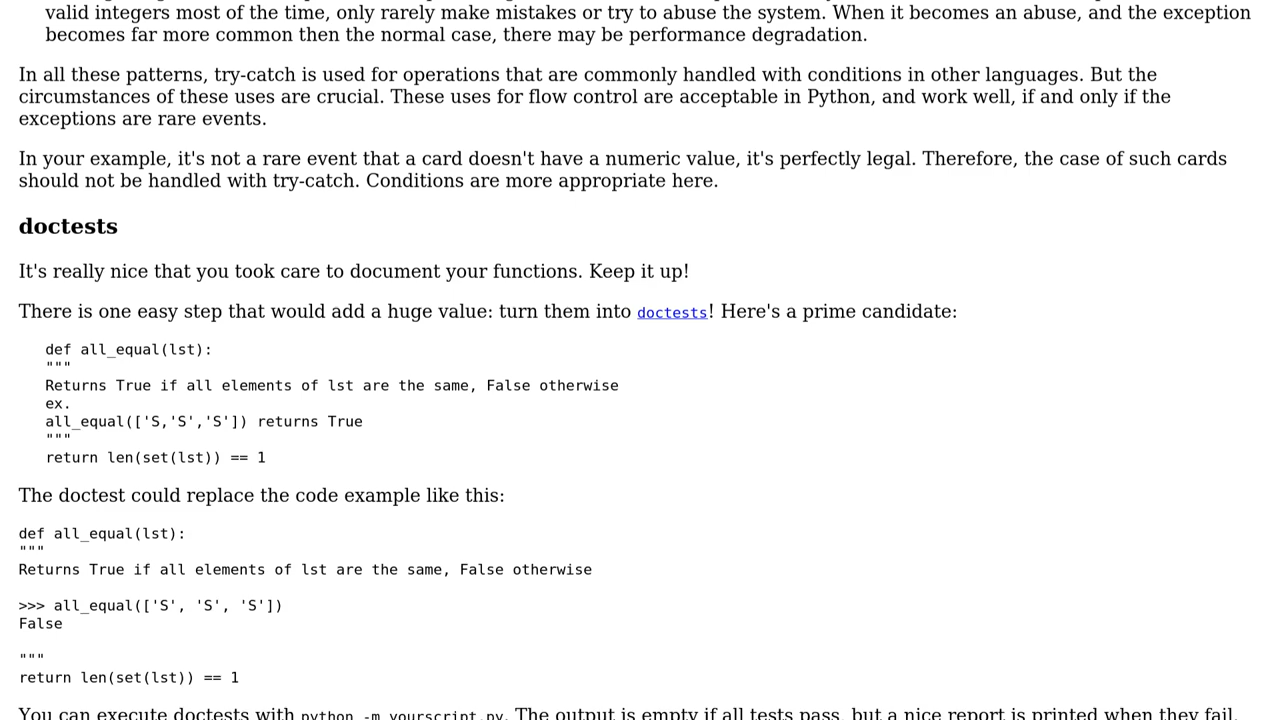 valid integers most of the time, only rarely make mistakes or try to abuse the system. When it becomes an abuse, and the exception
becomes far more common then the normal case, there may be performance degradation.
In all these patterns, try-catch is used for operations that are commonly handled with conditions in other languages. But the
circumstances of these uses are crucial. These uses for flow control are acceptable in Python, and work well, if and only if the
exceptions are rare events.
In your example, it's not a rare event that a card doesn't have a numeric value, it's perfectly legal. Therefore, the case of such cards
should not be handled with try-catch. Conditions are more appropriate here.
doctests
It's really nice that you took care to document your functions. Keep it up!
There is one easy step that would add a huge value: turn them into doctests! Here's a prime candidate:
def all_equal(lst):
"""
Returns True if all elements of lst are the same, False otherwise
ex.
all_equal(['S,'S','S']) returns True
"""
return len(set(lst)) == 1
The doctest could replace the code example like this:
def all_equal(lst):
"""
Returns True if all elements of lst are the same, False otherwise
>>> all_equal(['S', 'S', 'S'])
False
"""
return len(set(lst)) == 1
You can execute doctests with python -m yourscript.py. The output is empty if all tests pass, but a nice report is printed when they fail.